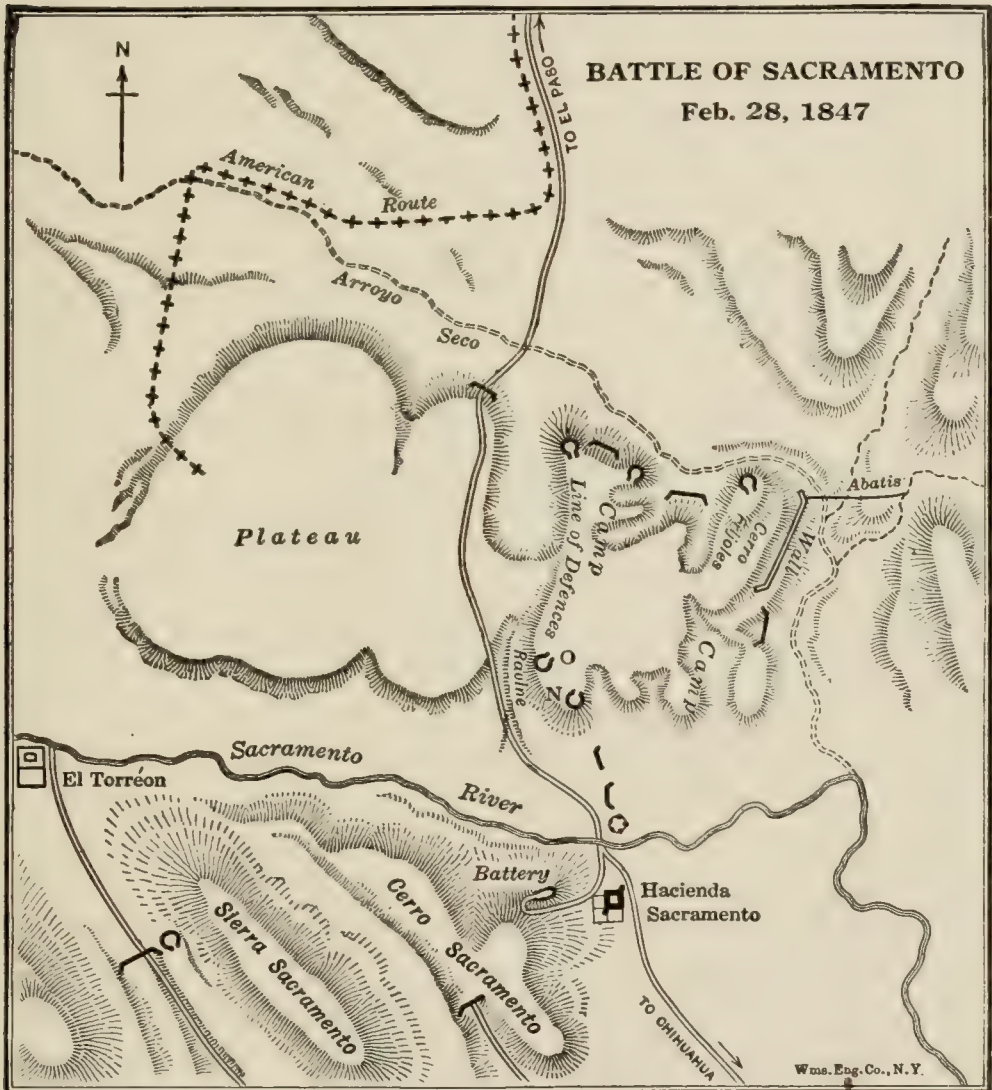 BATTLE OF SACRAMENTO
Feb. 28, 1847
N
TO EL PASO
American
Route
Arroyo
Seco
Plateau
Line of Defences
Camp
Cerro
Frijoles
Wall
Abatis
Camp
Ravine
O
N
Sacramento
River
El Torréon
Battery
Hacienda
Sacramento
Cerro
Sacramento
Sierra Sacramento
TO CHIHUAHUA
Wms. Eng. Co., N.Y.